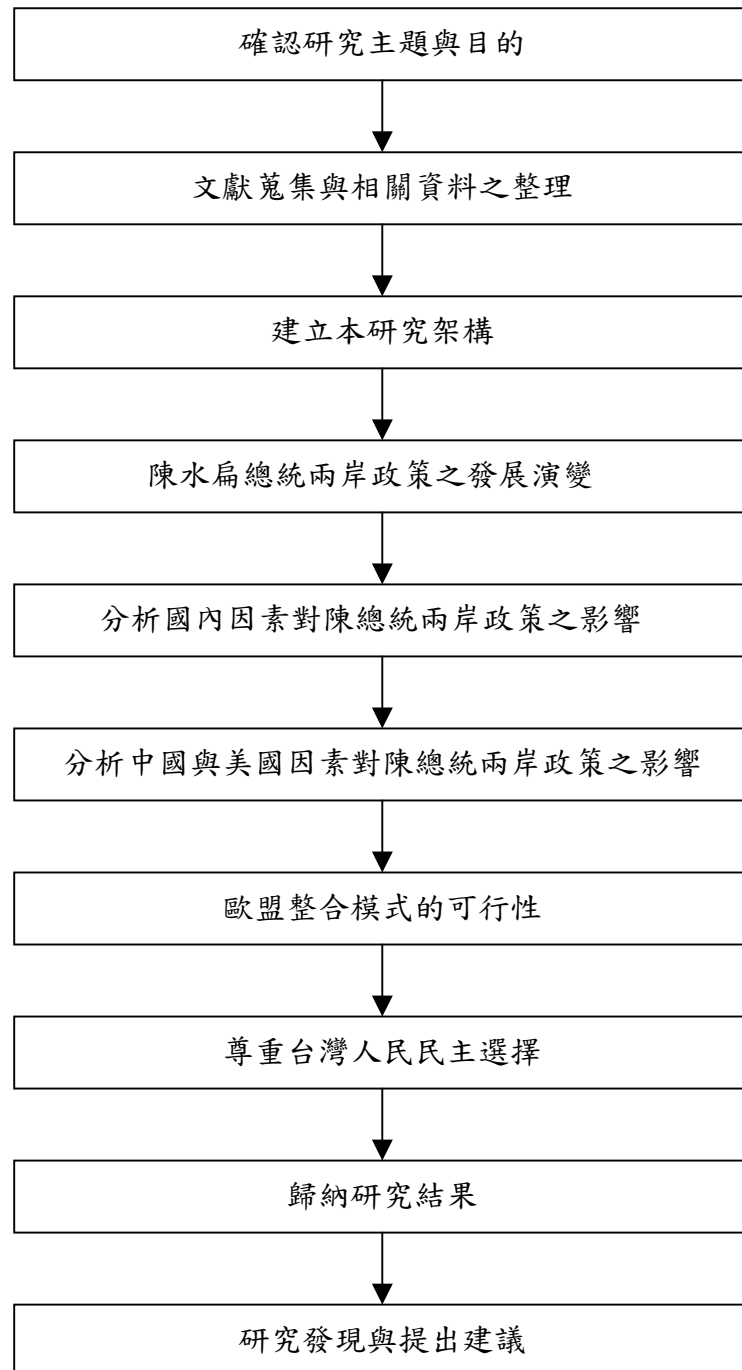 確認研究主題與目的
文獻蒐集與相關資料之整理
建立本研究架構
陳水扁總統兩岸政策之發展演變
分析國內因素對陳總統兩岸政策之影響
分析中國與美國因素對陳總統兩岸政策之影響
歐盟整合模式的可行性
尊重台灣人民民主選擇
歸納研究結果
研究發現與提出建議